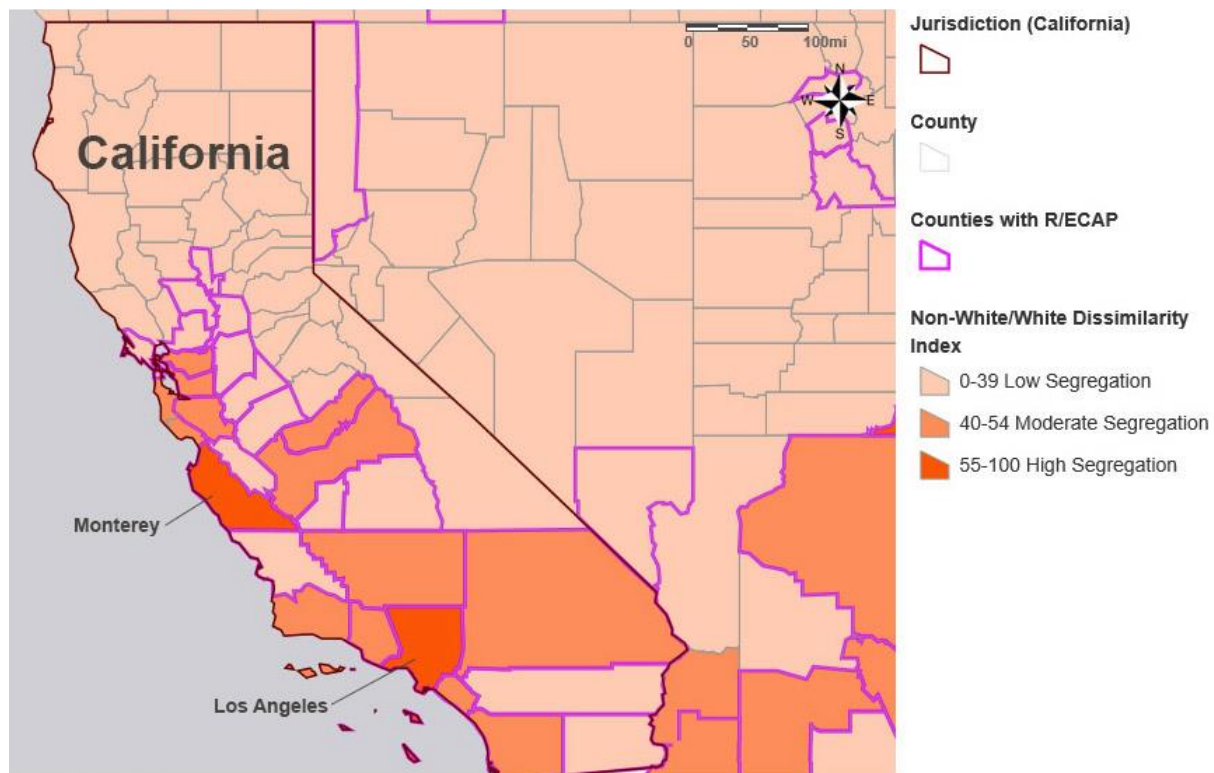 California
Monterey
Los Angeles
0 50 100mi
N
W E
S
Jurisdiction (California)
County
Counties with R/ECAP
Non-White/White Dissimilarity
Index
0-39 Low Segregation
40-54 Moderate Segregation
55-100 High Segregation